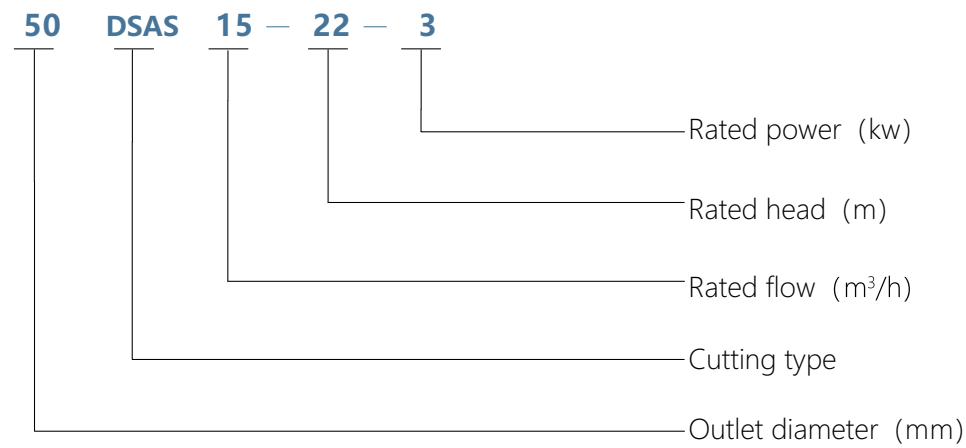 50 DSAS 15 — 22 — 3
Rated power（kw）
Rated head（m）
Rated flow（m³/h）
Cutting type
Outlet diameter（mm）